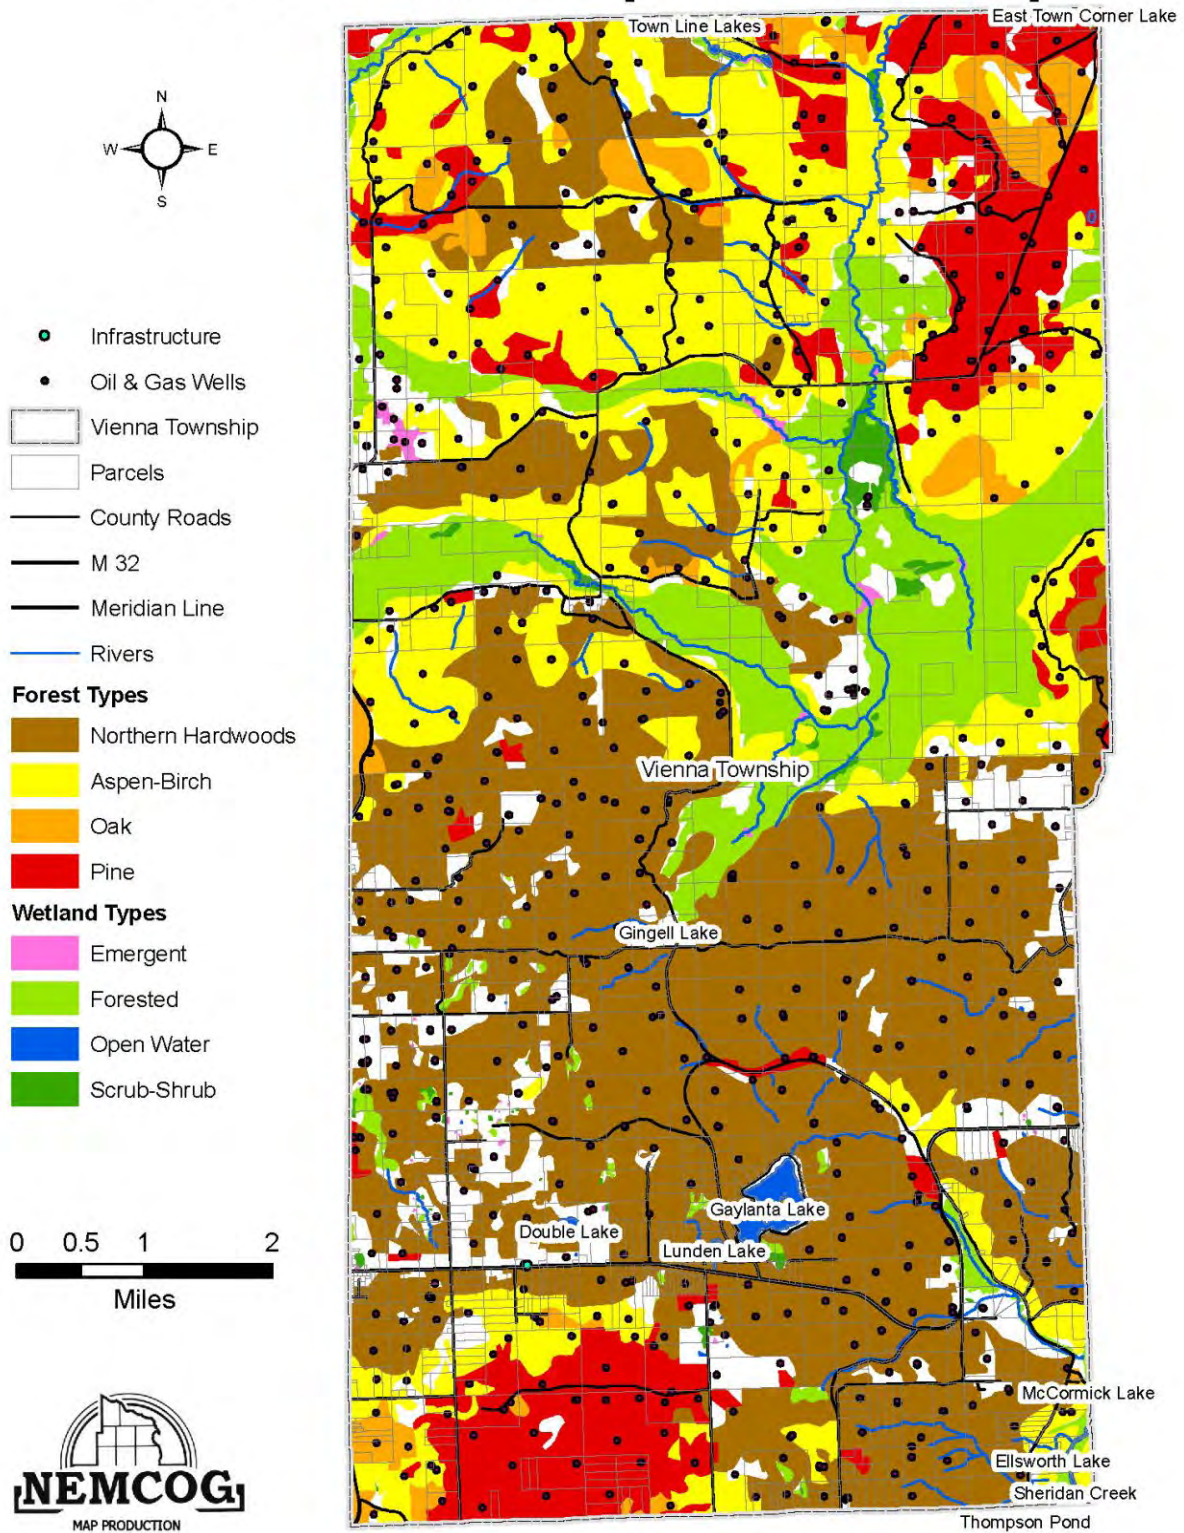 East Town Corner Lake
Town Line Lakes
N
W E
S
Infrastructure
Oil & Gas Wells
Vienna Township
Parcels
County Roads
M 32
Meridian Line
Rivers
Forest Types
Northern Hardwoods
Aspen-Birch
Oak
Pine
Wetland Types
Emergent
Forested
Open Water
Scrub-Shrub
Vienna Township
Gingell Lake
Gaylanta Lake
Double Lake
Lunden Lake
0 0.5 1 2
Miles
McCormick Lake
Ellsworth Lake
Sheridan Creek
Thompson Pond
NEMCOG
MAP PRODUCTION